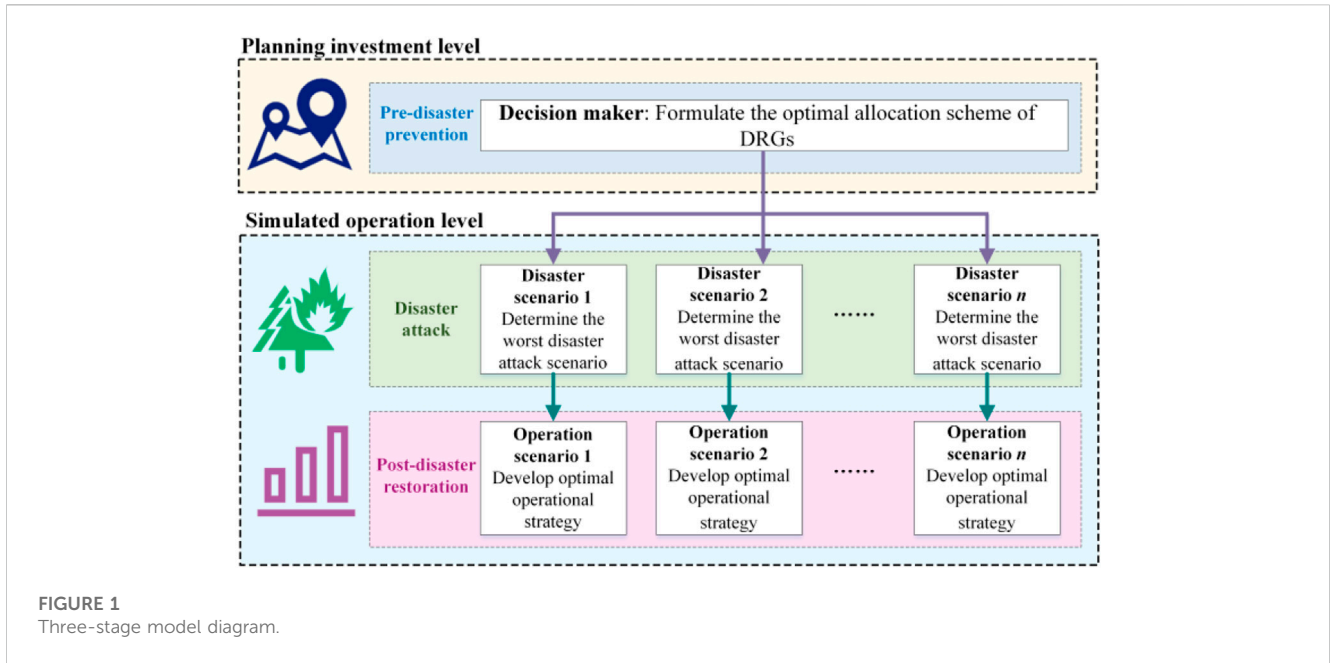 Planning investment level
Pre-disaster
prevention
Decision maker: Formulate the optimal allocation scheme of
DRGs
Simulated operation level
Disaster
attack
Disaster
scenario 1
Determine the
worst disaster
attack scenario
Disaster
scenario 2
Determine the
worst disaster
attack scenario
......
Disaster
scenario n
Determine the
worst disaster
attack scenario
Post-disaster
restoration
Operation
scenario 1
Develop optimal
operational
strategy
Operation
scenario 2
Develop optimal
operational
strategy
......
Operation
scenario n
Develop optimal
operational
strategy
FIGURE 1
Three-stage model diagram.